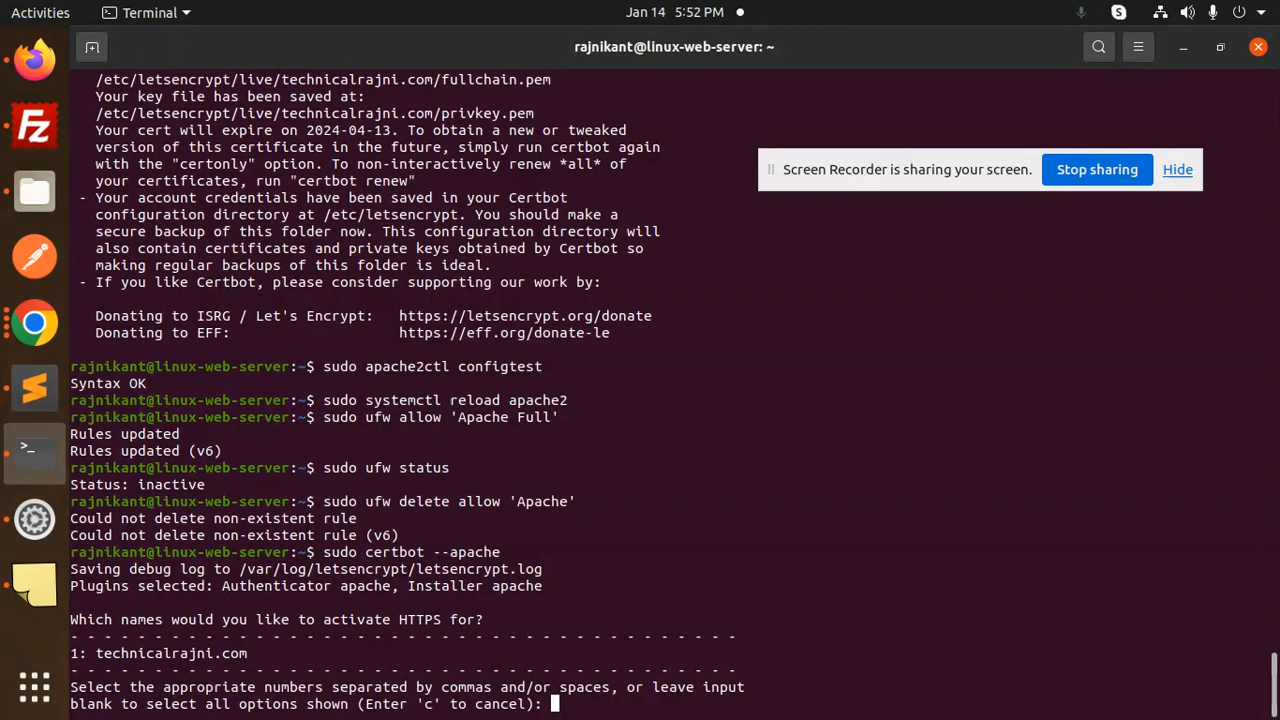 Activities
Terminal
Jan 14 5:52 PM
rajnikant@linux-web-server: ~
/etc/letsencrypt/live/technicalrajni.com/fullchain.pem
Your key file has been saved at:
/etc/letsencrypt/live/technicalrajni.com/privkey.pem
Your cert will expire on 2024-04-13. To obtain a new or tweaked
version of this certificate in the future, simply run certbot again
with the "certonly" option. To non-interactively renew *all* of
your certificates, run "certbot renew"
- Your account credentials have been saved in your Certbot
configuration directory at /etc/letsencrypt. You should make a
secure backup of this folder now. This configuration directory will
also contain certificates and private keys obtained by Certbot so
making regular backups of this folder is ideal.
- If you like Certbot, please consider supporting our work by:
Donating to ISRG / Let's Encrypt: https://letsencrypt.org/donate
Donating to EFF: https://eff.org/donate-le
rajnikant@linux-web-server:~$ sudo apache2ctl configtest
Syntax OK
rajnikant@linux-web-server:~$ sudo systemctl reload apache2
rajnikant@linux-web-server:~$ sudo ufw allow 'Apache Full'
Rules updated
Rules updated (v6)
rajnikant@linux-web-server:~$ sudo ufw status
Status: inactive
rajnikant@linux-web-server:~$ sudo ufw delete allow 'Apache'
Could not delete non-existent rule
Could not delete non-existent rule (v6)
rajnikant@linux-web-server:~$ sudo certbot --apache
Saving debug log to /var/log/letsencrypt/letsencrypt.log
Plugins selected: Authenticator apache, Installer apache
Which names would you like to activate HTTPS for?
- - - - - - - - - - - - - - - - - - - - - - - - - - - - - - - - - - - - - - - -
1: technicalrajni.com
- - - - - - - - - - - - - - - - - - - - - - - - - - - - - - - - - - - - - - - -
Select the appropriate numbers separated by commas and/or spaces, or leave input
blank to select all options shown (Enter 'c' to cancel):
Screen Recorder is sharing your screen.
Stop sharing
Hide
Fz
S
>_